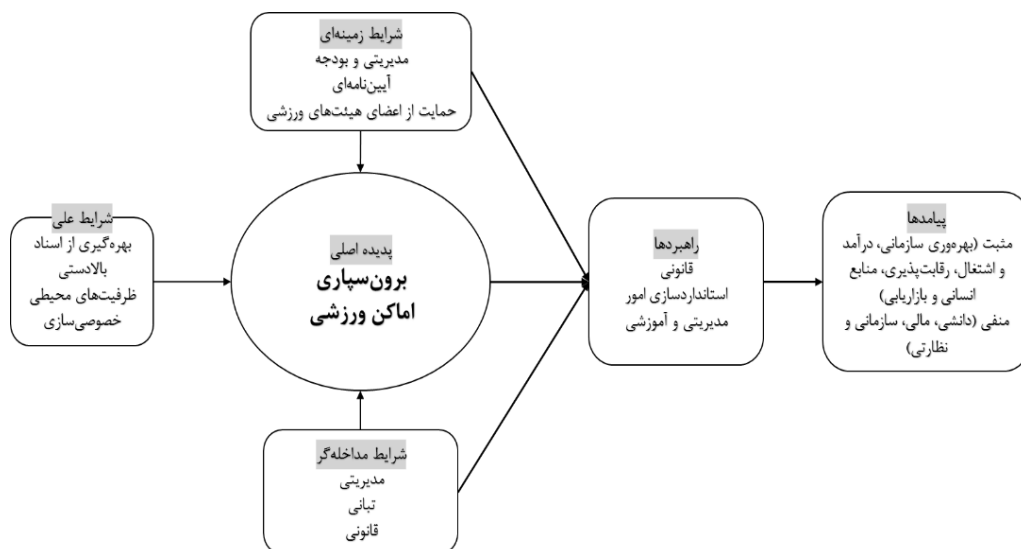 شرایط زمینه‌ای
مدیریتی و بودجه
آیین‌نامه‌ای
حمایت از اعضای هیئت‌های ورزشی
شرایط علی
بهره‌گیری از اسناد
بالادستی
ظرفیت‌های محیطی
خصوصی‌سازی
پدیده اصلی
برون‌سپاری
اماکن ورزشی
راهبردها
قانونی
استانداردسازی امور
مدیریتی و آموزشی
پیامدها
مثبت (بهره‌وری سازمانی، درآمد
و اشتغال، رقابت‌پذیری، منابع
انسانی و بازاریابی)
منفی (دانشی، مالی، سازمانی و
نظارتی)
شرایط مداخله‌گر
مدیریتی
تبانی
قانونی